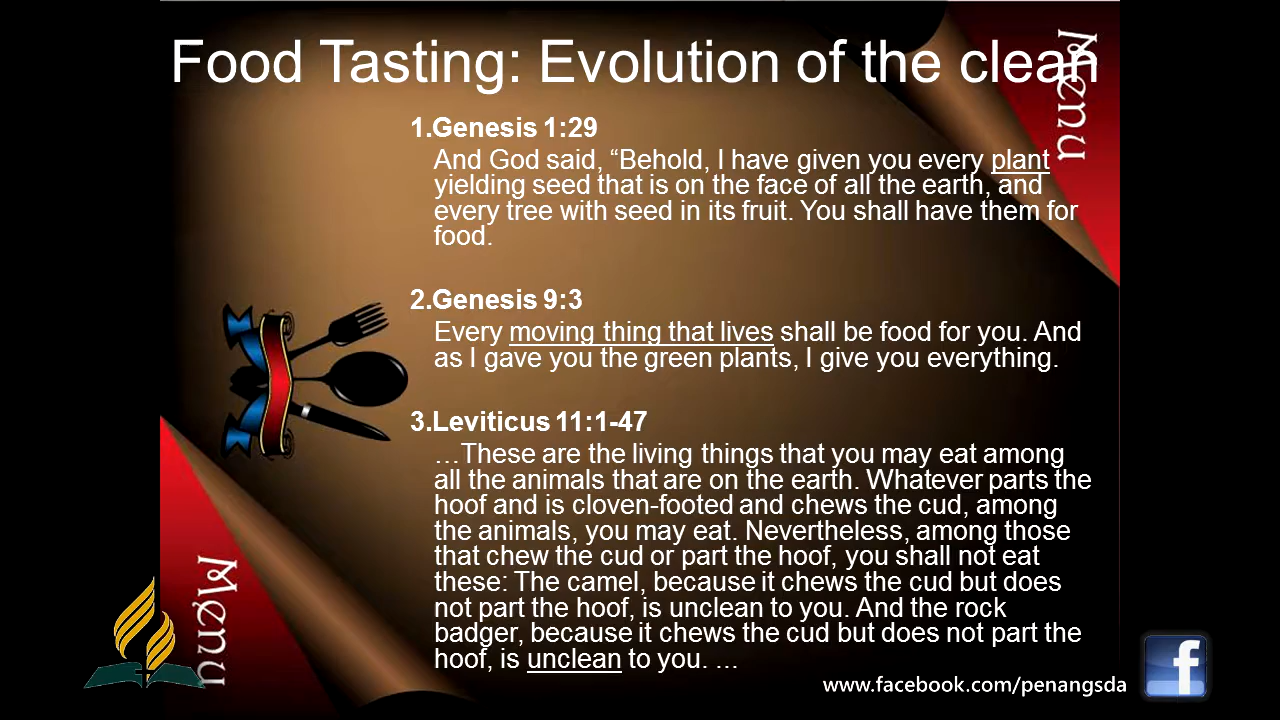 Food Tasting: Evolution of the clean
Menu
1.Genesis 1:29
And God said, “Behold, I have given you every plant
yielding seed that is on the face of all the earth, and
every tree with seed in its fruit. You shall have them for
food.
2.Genesis 9:3
Every moving thing that lives shall be food for you. And
as I gave you the green plants, I give you everything.
3.Leviticus 11:1-47
…These are the living things that you may eat among
all the animals that are on the earth. Whatever parts the
hoof and is cloven-footed and chews the cud, among
the animals, you may eat. Nevertheless, among those
that chew the cud or part the hoof, you shall not eat
these: The camel, because it chews the cud but does
not part the hoof, is unclean to you. And the rock
badger, because it chews the cud but does not part the
hoof, is unclean to you. ...
Menu
www.facebook.com/penangsda
f